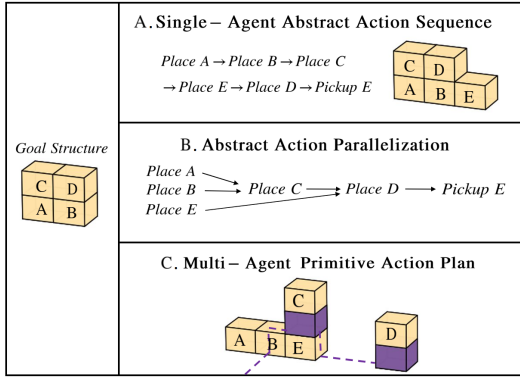 Goal Structure
C D
A B
A. Single – Agent Abstract Action Sequence
Place A → Place B → Place C
→ Place E → Place D → Pickup E
C D
A B E
B. Abstract Action Parallelization
Place A
Place B → Place C → Place D → Pickup E
Place E
C. Multi – Agent Primitive Action Plan
C
A B E
D